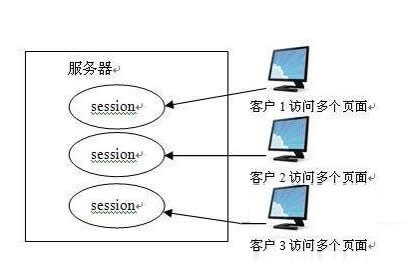 服务器
session
客户 1 访问多个页面
session
客户 2 访问多个页面
session
客户 3 访问多个页面